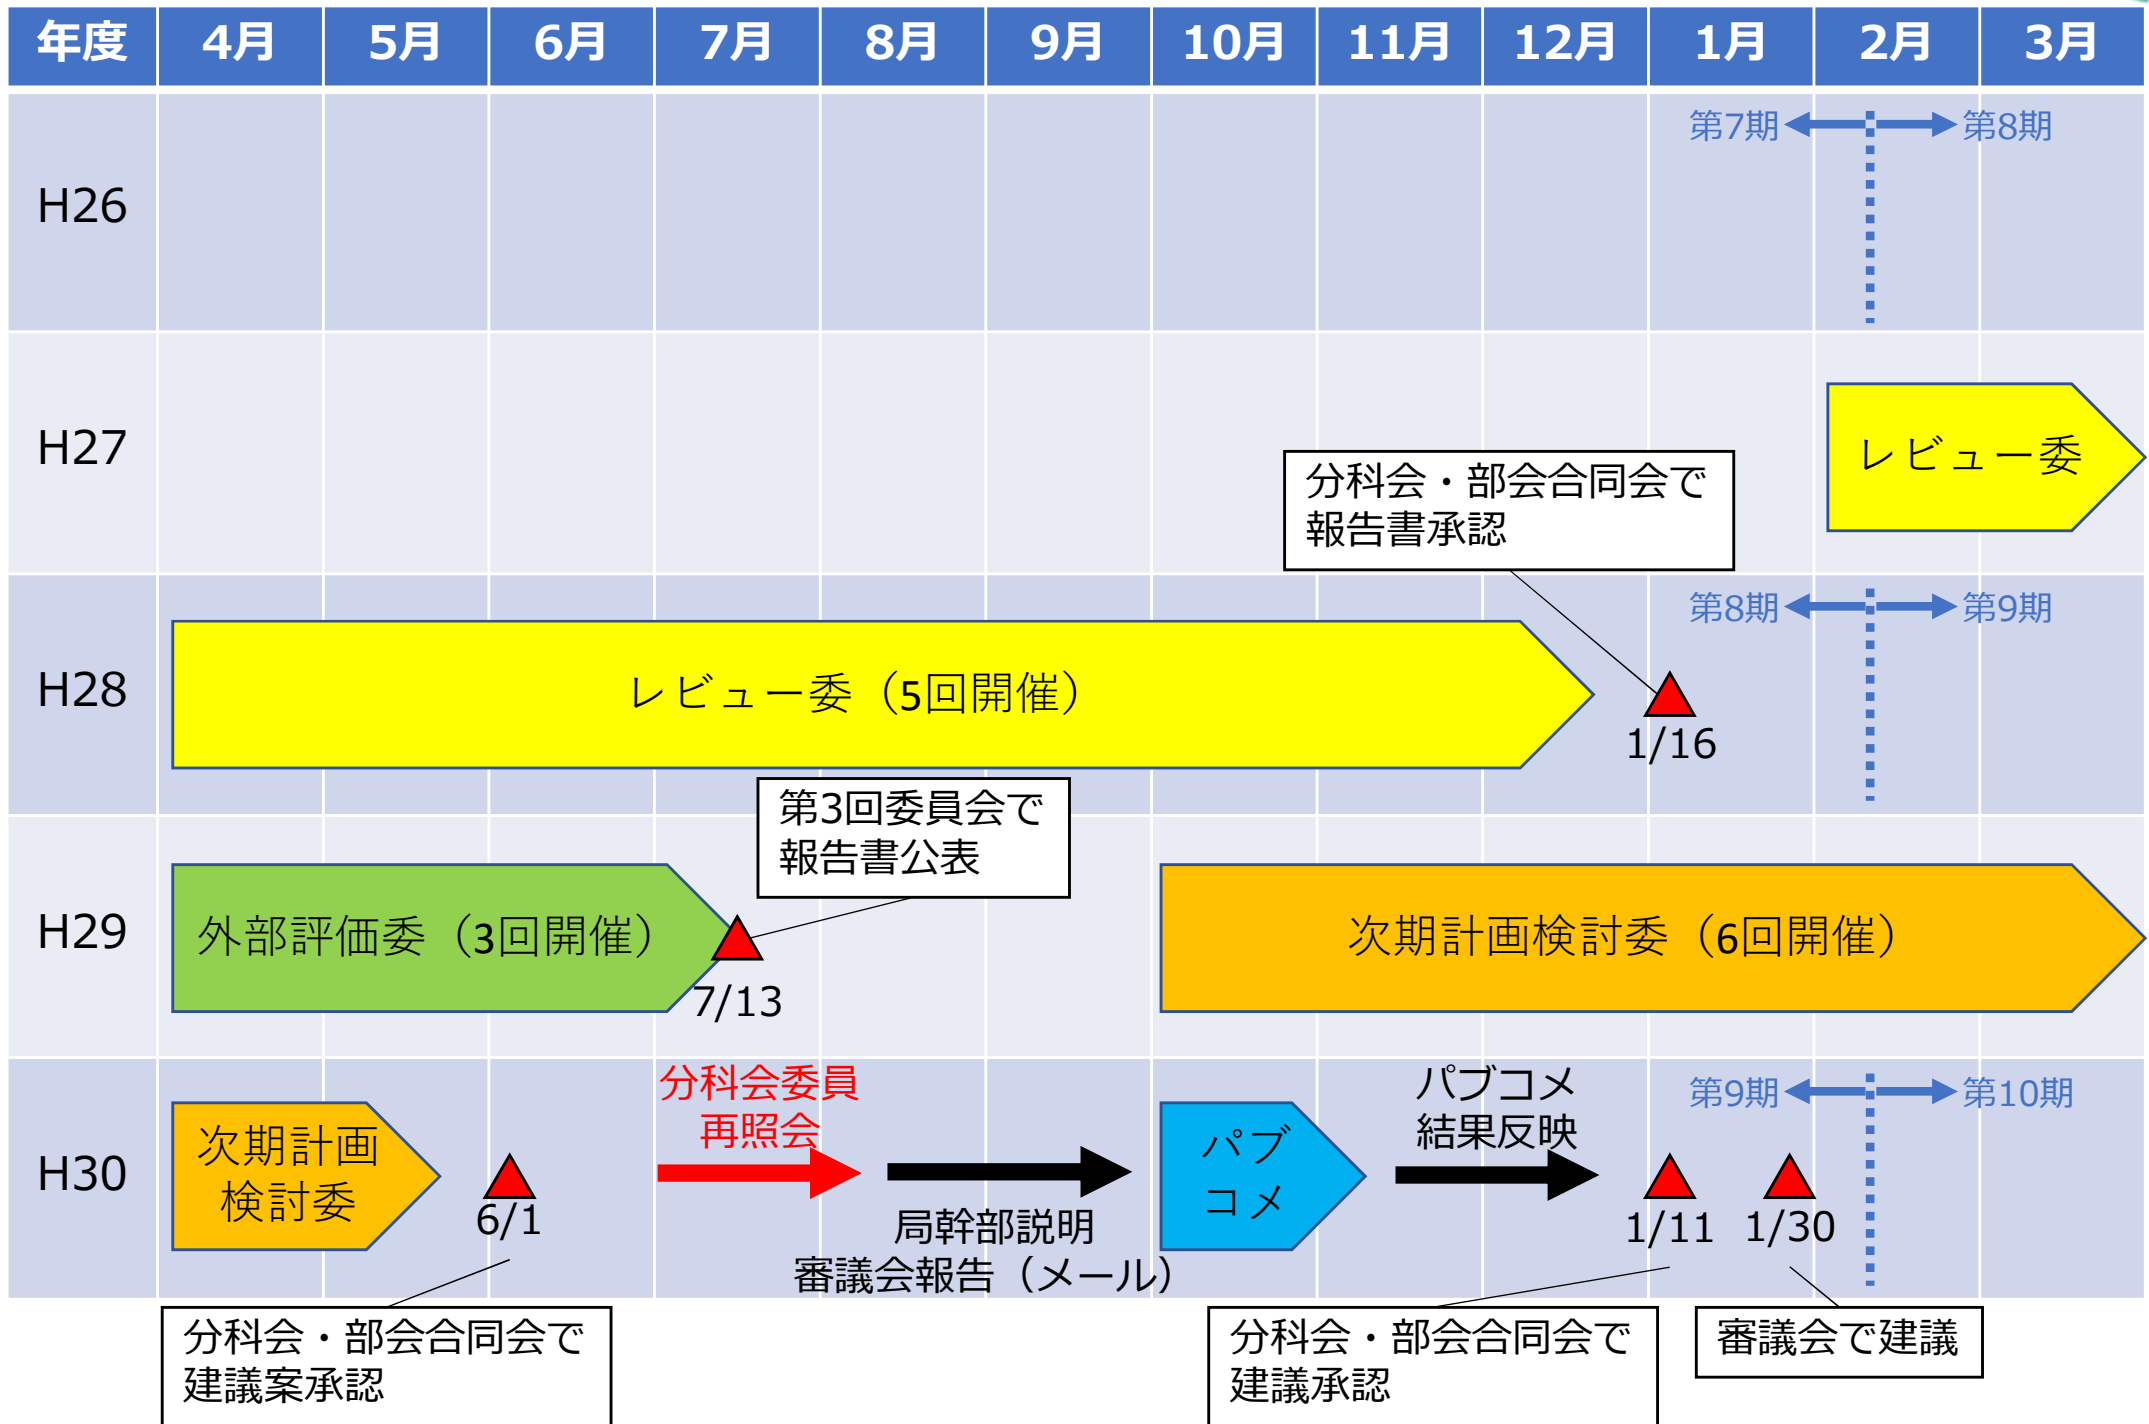 年度 4月 5月 6月 7月 8月 9月 10月 11月 12月 1月 2月 3月
第7期 第8期
H26
H27
レビュー委
分科会・部会合同会で
報告書承認
第8期 第9期
H28
レビュー委（5回開催）
1/16
第3回委員会で
報告書公表
H29
外部評価委（3回開催）
7/13
次期計画検討委（6回開催）
H30
次期計画
検討委
6/1
分科会委員
再照会
局幹部説明
審議会報告（メール）
パブ
コメ
パブコメ
結果反映
第9期 第10期
1/11 1/30
分科会・部会合同会で
建議案承認
分科会・部会合同会で
建議承認
審議会で建議